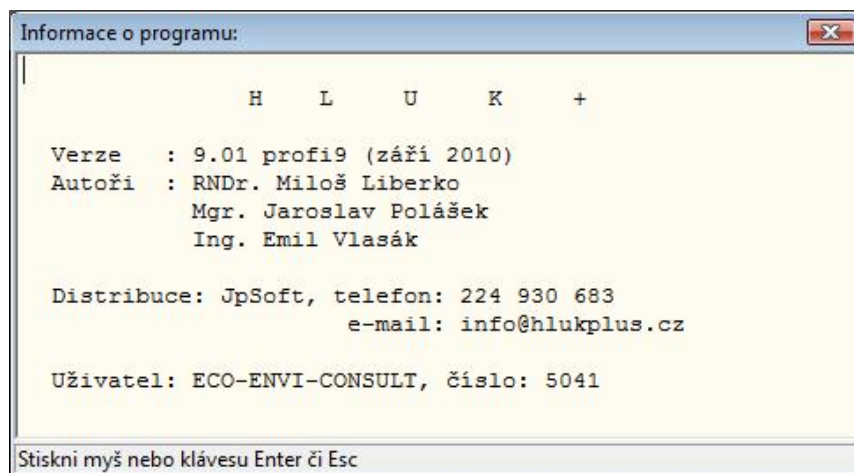 Informace o programu:
H L U K +
Verze : 9.01 profi9 (září 2010)
Autoři : RNDr. Miloš Liberko
Mgr. Jaroslav Polášek
Ing. Emil Vlasák
Distribuce: JpSoft, telefon: 224 930 683
e-mail: info@hlukplus.cz
Uživatel: ECO-ENVI-CONSULT, číslo: 5041
Stiskni myš nebo klávesu Enter či Esc